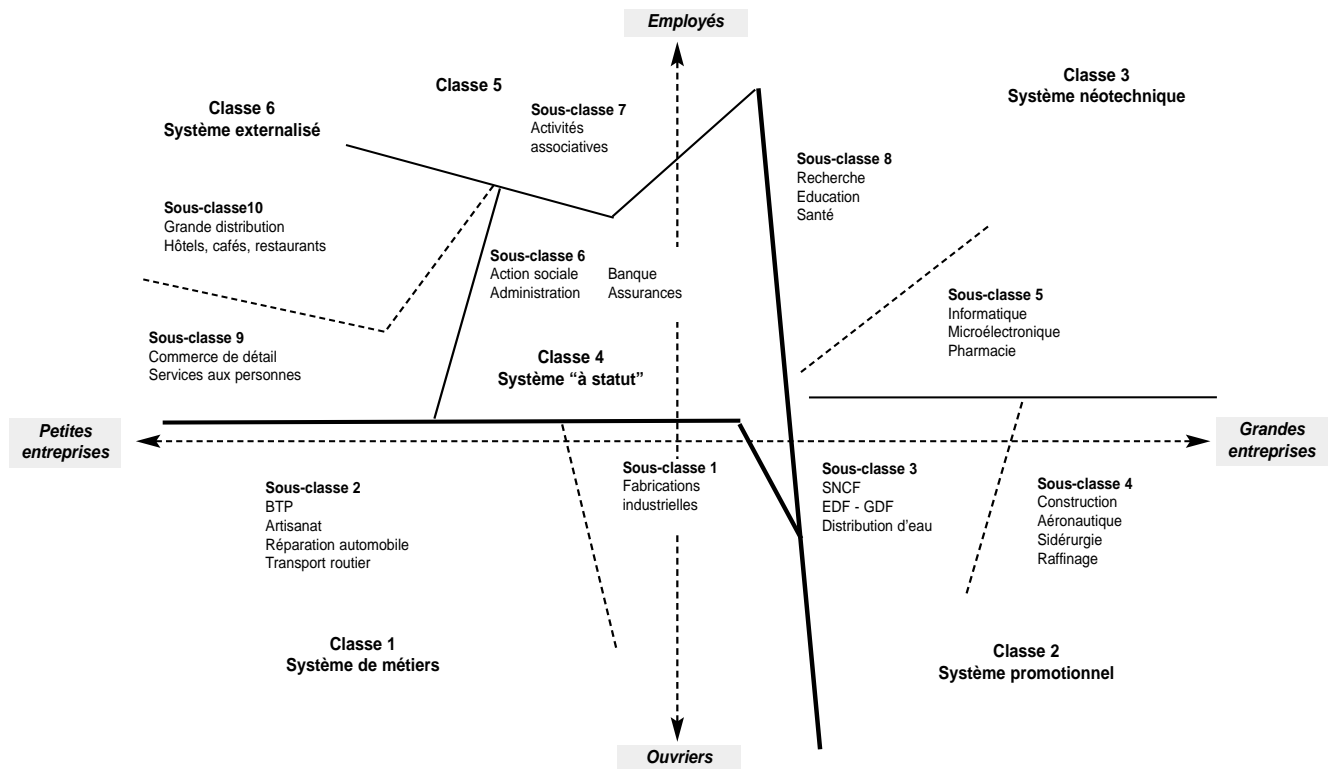 Employés
Classe 3
Système néotechnique
Classe 5
Classe 6
Système externalisé
Sous-classe 7
Activités
associatives
Sous-classe 8
Recherche
Education
Santé
Sous-classe10
Grande distribution
Hôtels, cafés, restaurants
Sous-classe 6
Action sociale Banque
Administration Assurances
Sous-classe 5
Informatique
Microélectronique
Pharmacie
Sous-classe 9
Commerce de détail
Services aux personnes
Classe 4
Système “à statut”
Petites
entreprises
Grandes
entreprises
Sous-classe 1
Fabrications
industrielles
Sous-classe 3
SNCF
EDF - GDF
Distribution d’eau
Sous-classe 2
BTP
Artisanat
Réparation automobile
Transport routier
Sous-classe 4
Construction
Aéronautique
Sidérurgie
Raffinage
Classe 1
Système de métiers
Classe 2
Système promotionnel
Ouvriers